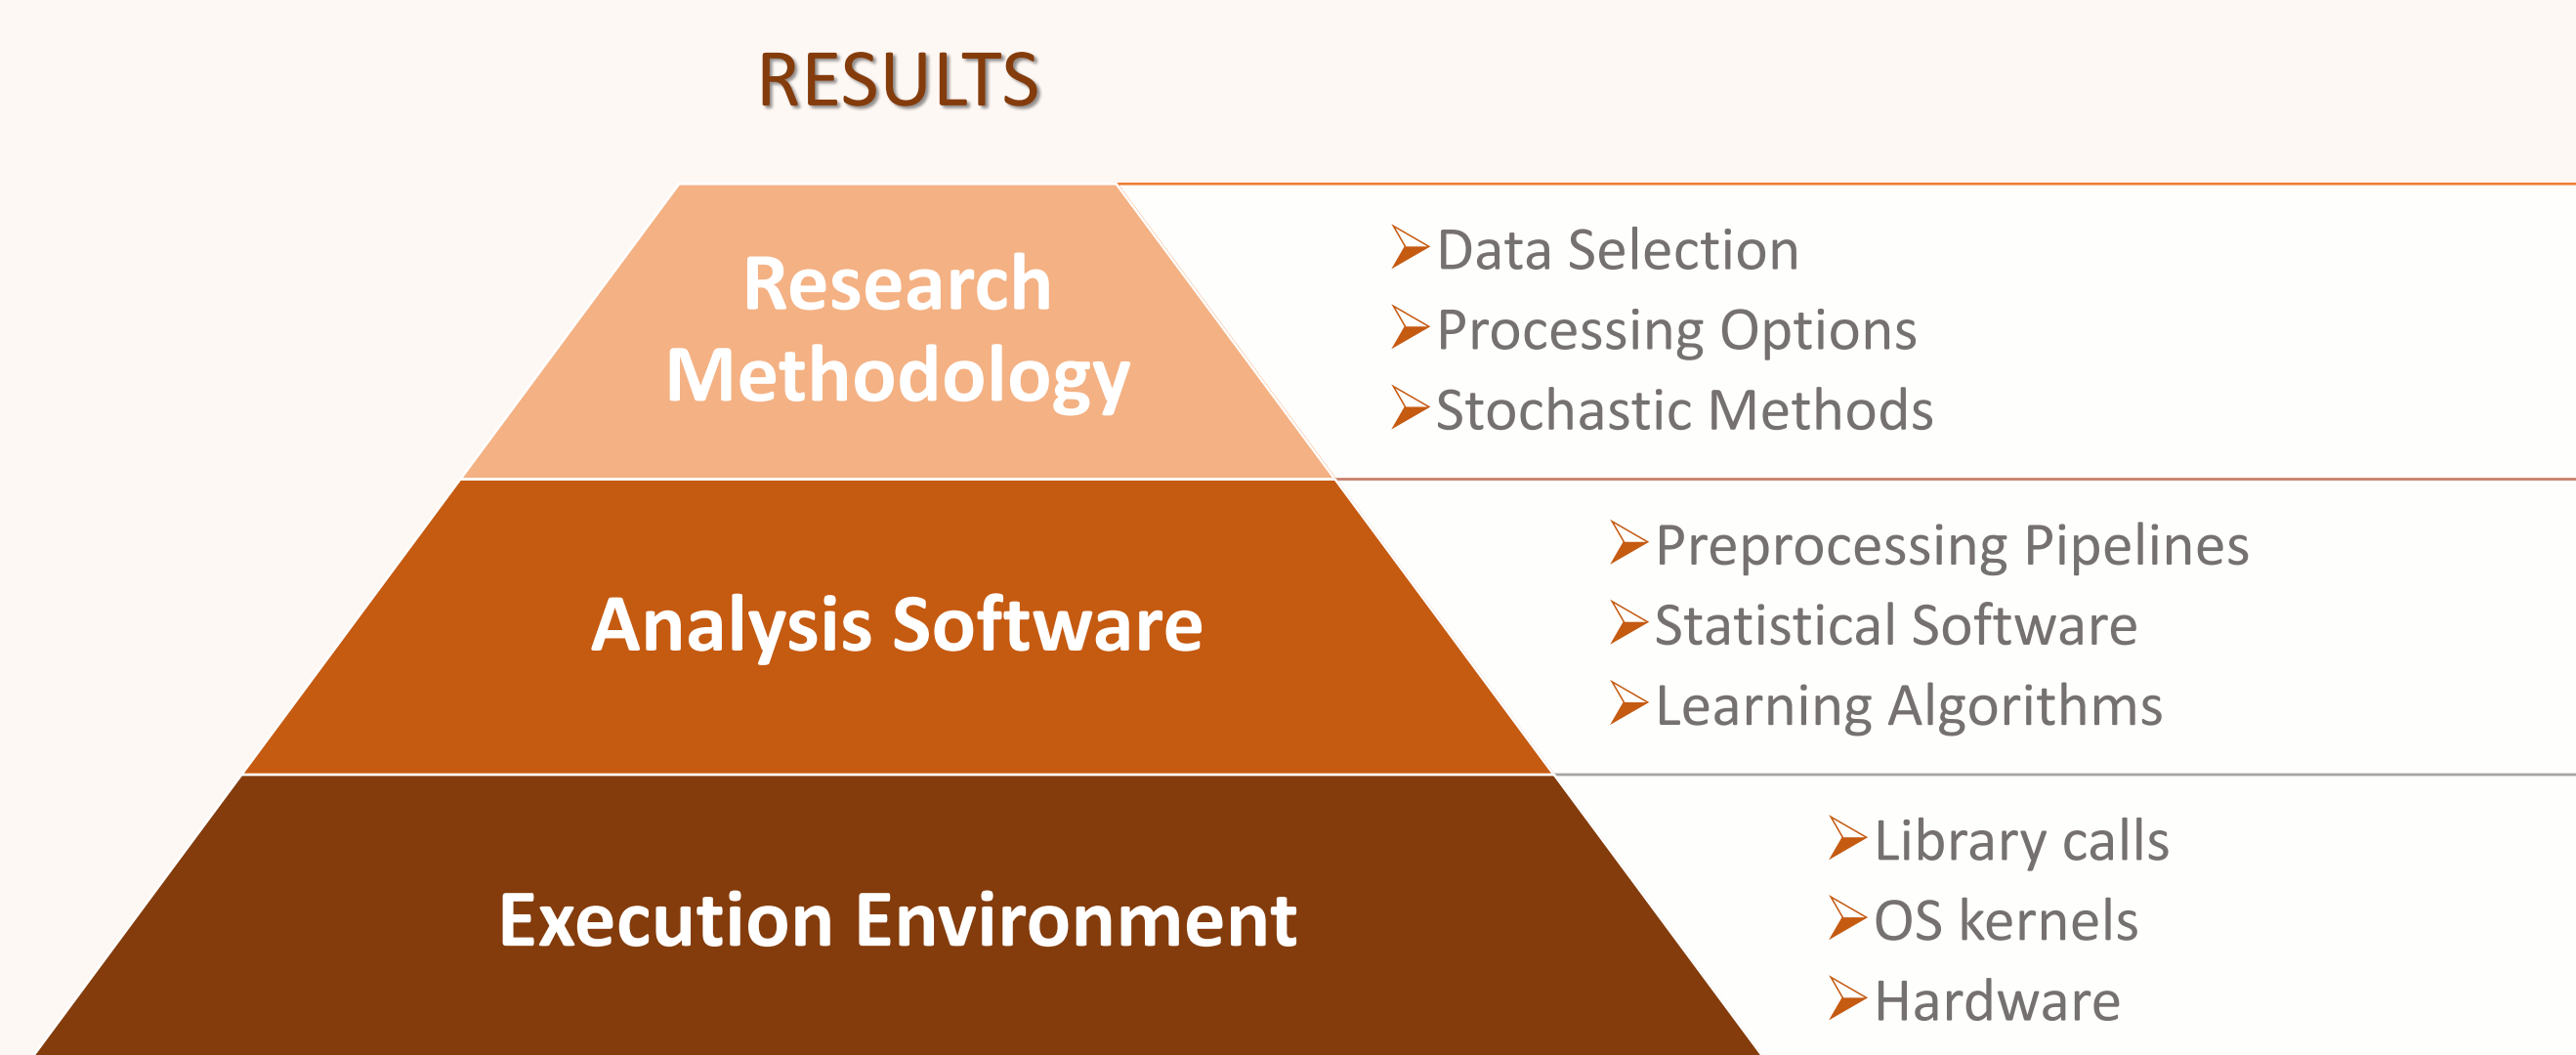 RESULTS
Research
Methodology
Data Selection
Processing Options
Stochastic Methods
Analysis Software
Preprocessing Pipelines
Statistical Software
Learning Algorithms
Execution Environment
Library calls
OS kernels
Hardware